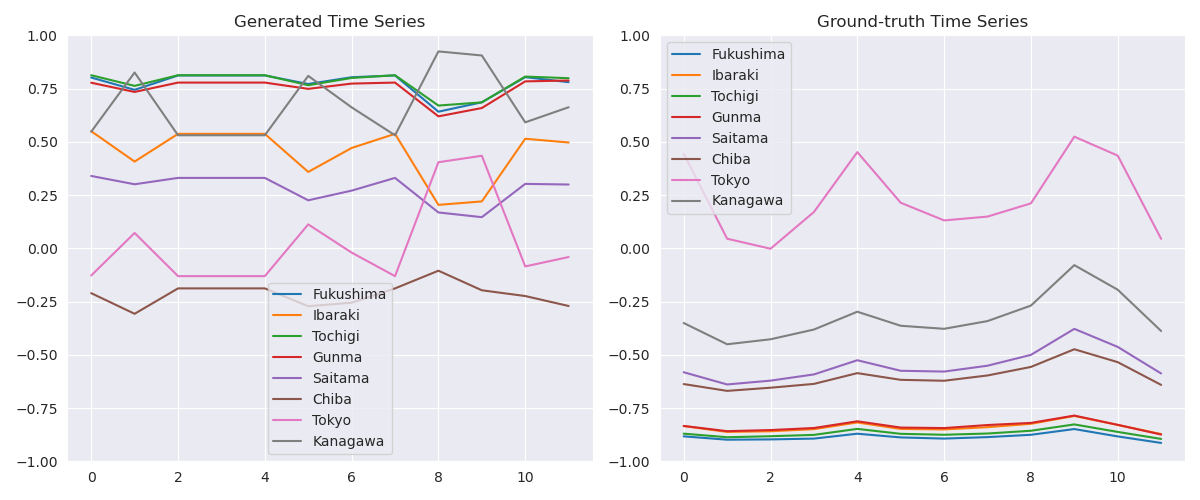 Generated Time Series
1.00
0.75
0.50
0.25
0.00
−0.25
−0.50
−0.75
−1.00
0 2 4 6 8 10
Fukushima
Ibaraki
Tochigi
Gunma
Saitama
Chiba
Tokyo
Kanagawa
Ground-truth Time Series
1.00
0.75
0.50
0.25
0.00
−0.25
−0.50
−0.75
−1.00
0 2 4 6 8 10
Fukushima
Ibaraki
Tochigi
Gunma
Saitama
Chiba
Tokyo
Kanagawa